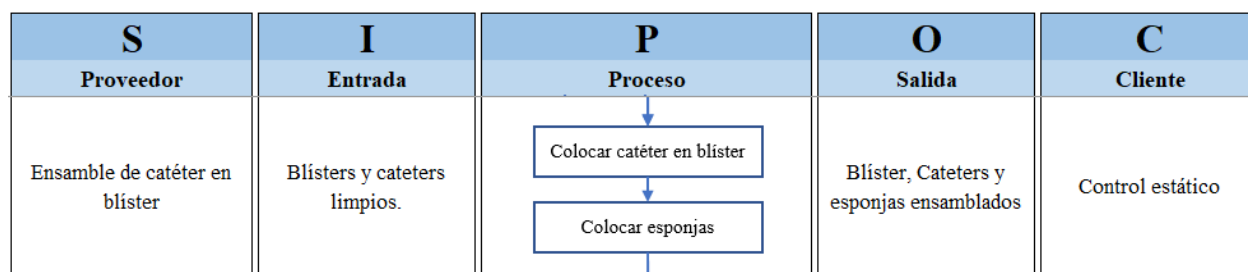 S I P O C
Proveedor Entrada Proceso Salida Cliente
Ensamble de catéter en
blíster
Blísters y cateters
limpios.
Colocar catéter en blíster
Colocar esponjas
Blíster, Cateters y
esponjas ensamblados
Control estático